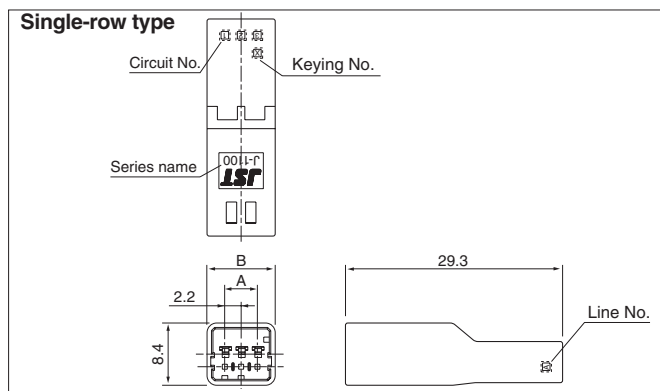 Single-row type
Circuit No.
Keying No.
Series name
J-1100
JST
B
A
2.2
8.4
29.3
Line No.